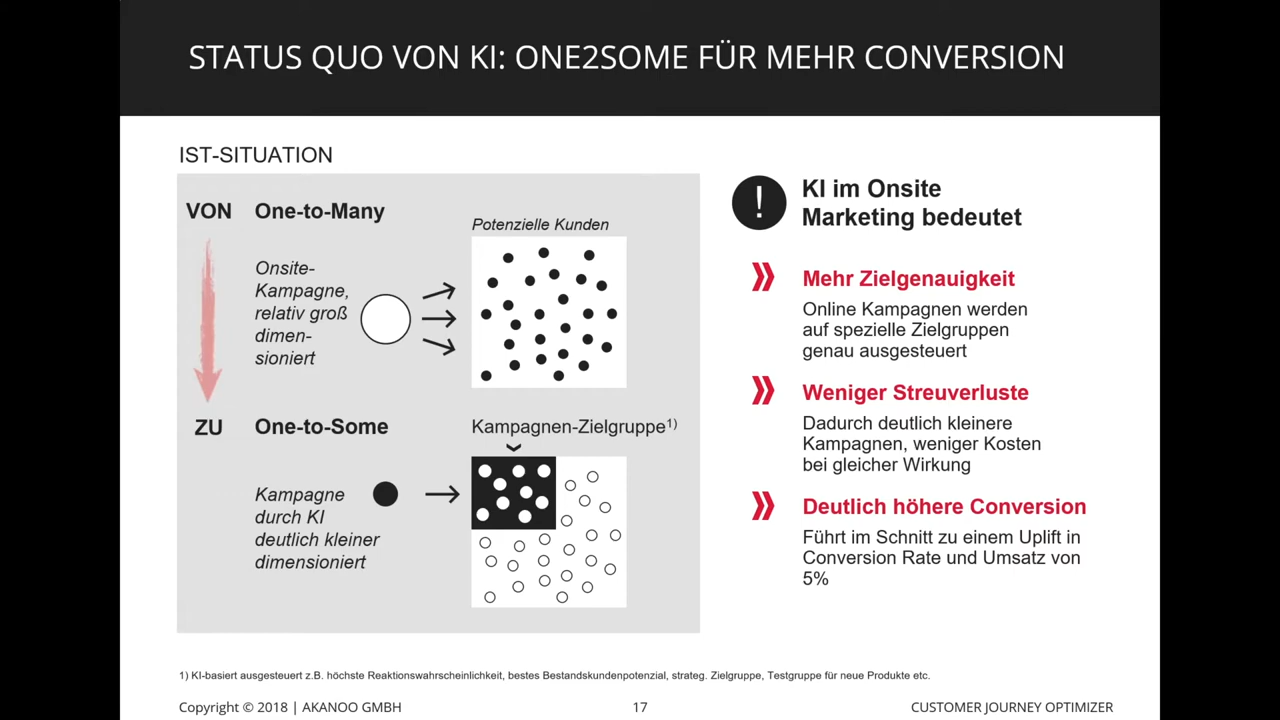 STATUS QUO VON KI: ONE2SOME FÜR MEHR CONVERSION
IST-SITUATION
VON One-to-Many
Potenzielle Kunden
Onsite-
Kampagne,
relativ groß
dimen-
sioniert
ZU One-to-Some
Kampagnen-Zielgruppe1)
Kampagne
durch KI
deutlich kleiner
dimensioniert
! KI im Onsite
Marketing bedeutet
Mehr Zielgenauigkeit
Online Kampagnen werden
auf spezielle Zielgruppen
genau ausgesteuert
Weniger Streuverluste
Dadurch deutlich kleinere
Kampagnen, weniger Kosten
bei gleicher Wirkung
Deutlich höhere Conversion
Führt im Schnitt zu einem Uplift in
Conversion Rate und Umsatz von
5%
1) KI-basiert ausgesteuert z.B. höchste Reaktionswahrscheinlichkeit, bestes Bestandskundenpotenzial, strateg. Zielgruppe, Testgruppe für neue Produkte etc.
Copyright © 2018 | AKANOO GMBH 17 CUSTOMER JOURNEY OPTIMIZER